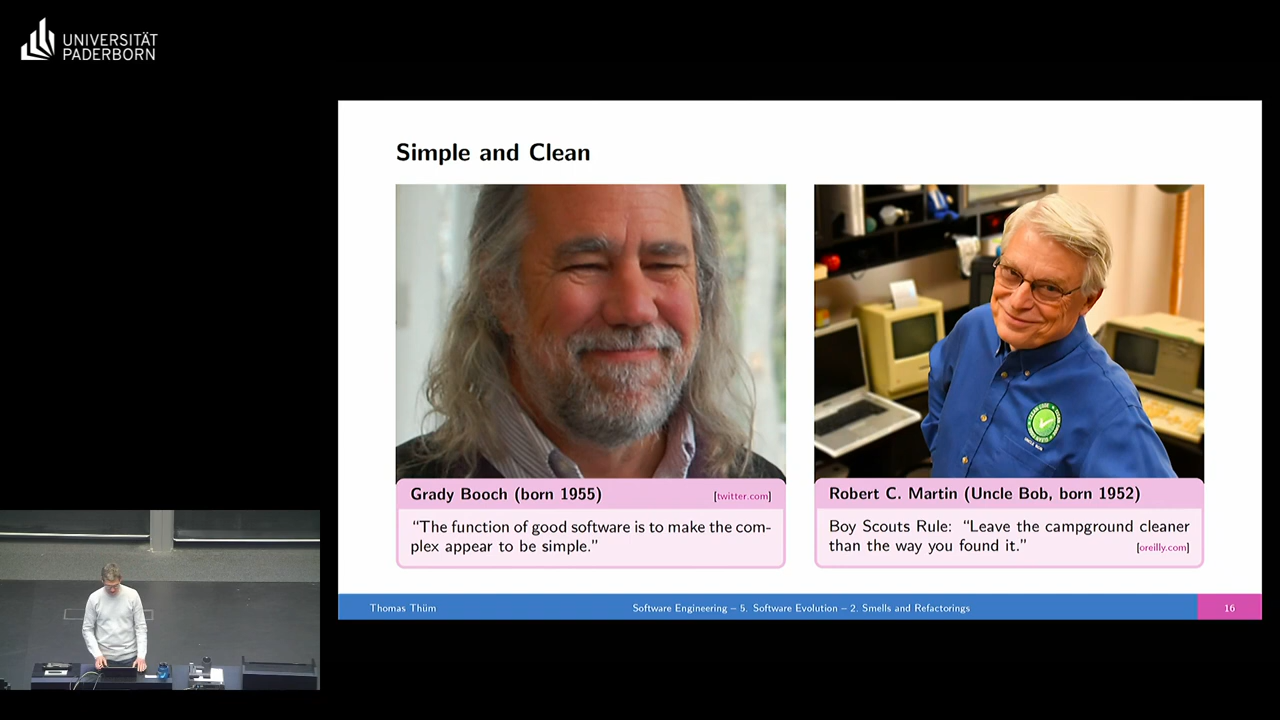 UNIVERSITÄT
PADERBORN
Simple and Clean
Grady Booch (born 1955) [twitter.com]
“The function of good software is to make the com-
plex appear to be simple.”
Robert C. Martin (Uncle Bob, born 1952)
Boy Scouts Rule: “Leave the campground cleaner
than the way you found it.” [oreilly.com]
Thomas Thüm
Software Engineering – 5. Software Evolution – 2. Smells and Refactorings
16